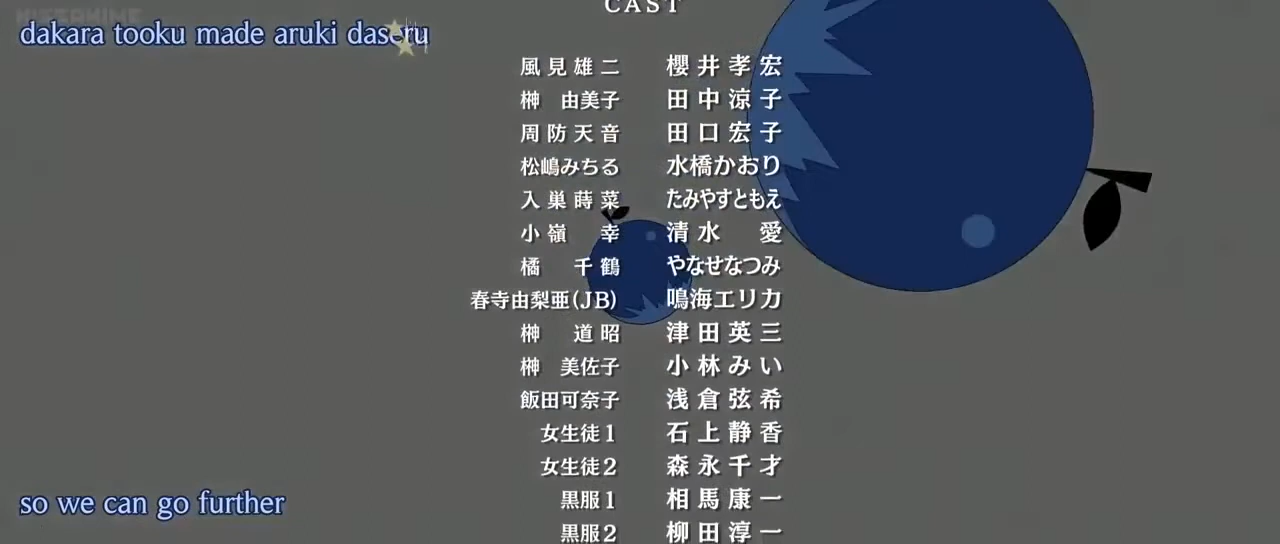 CAST
dakara tooku made aruki daseru
風見雄二 櫻井孝宏
榊 由美子 田中涼子
周防天音 田口宏子
松嶋みちる 水橋かおり
入巣蒔菜 たみやすともえ
小嶺 幸 清水 愛
橘 千鶴 やなせなつみ
春寺由梨亜(JB) 鳴海エリカ
榊 道昭 津田英三
榊 美佐子 小林みい
飯田可奈子 浅倉弦希
女生徒1 石上静香
女生徒2 森永千才
黒服1 相馬康一
黒服2 柳田淳一
so we can go further